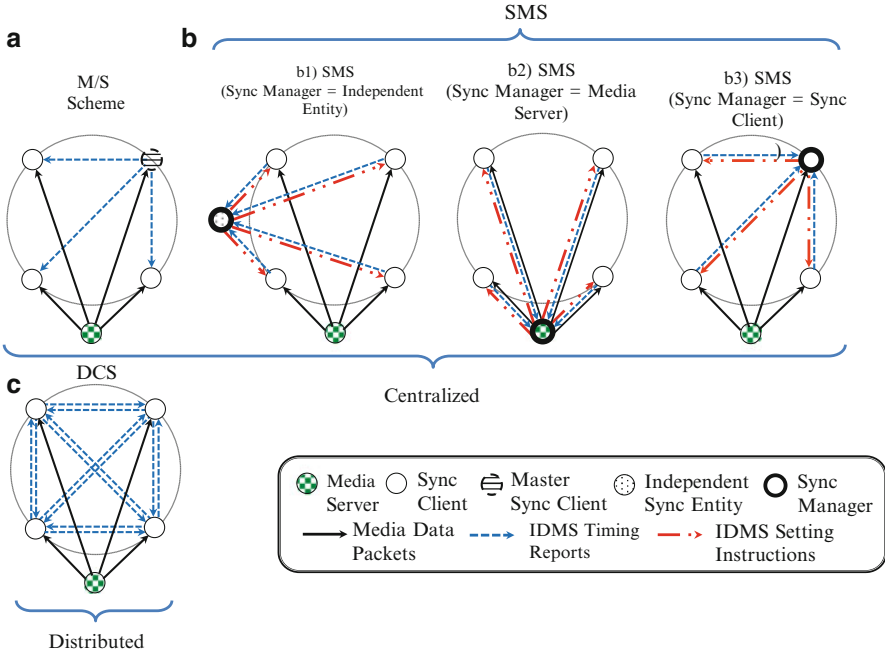 SMS
a
b
M/S
Scheme
b1) SMS
(Sync Manager = Independent
Entity)
b2) SMS
(Sync Manager = Media
Server)
b3) SMS
(Sync Manager = Sync
Client)
)
Centralized
c
DCS
Distributed
Media
Server
Sync
Client
Master
Sync Client
Independent
Sync Entity
Sync
Manager
Media Data
Packets
IDMS Timing
Reports
IDMS Setting
Instructions